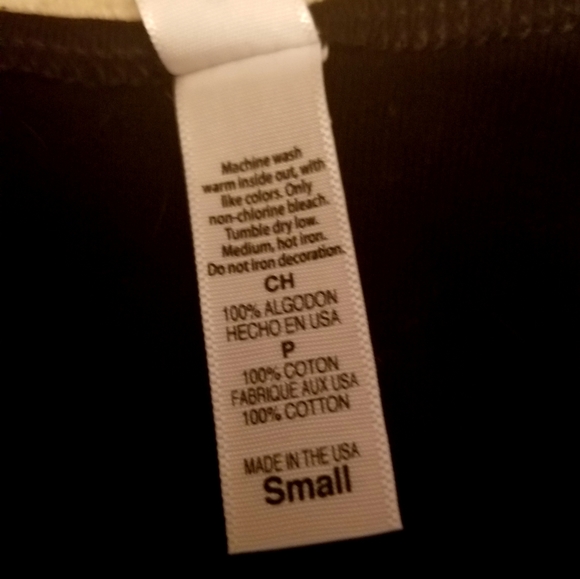 Machine wash
warm inside out, with
like colors. Only
non-chlorine bleach.
Tumble dry low.
Medium, hot iron.
Do not iron decoration.
CH
100% ALGODON
HECHO EN USA
P
100% COTON
FABRIQUE AUX USA
100% COTTON
MADE IN THE USA
Small